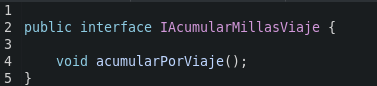 1
2 public interface IAcumularMillasViaje {
3
4     void acumularPorViaje();
5 }